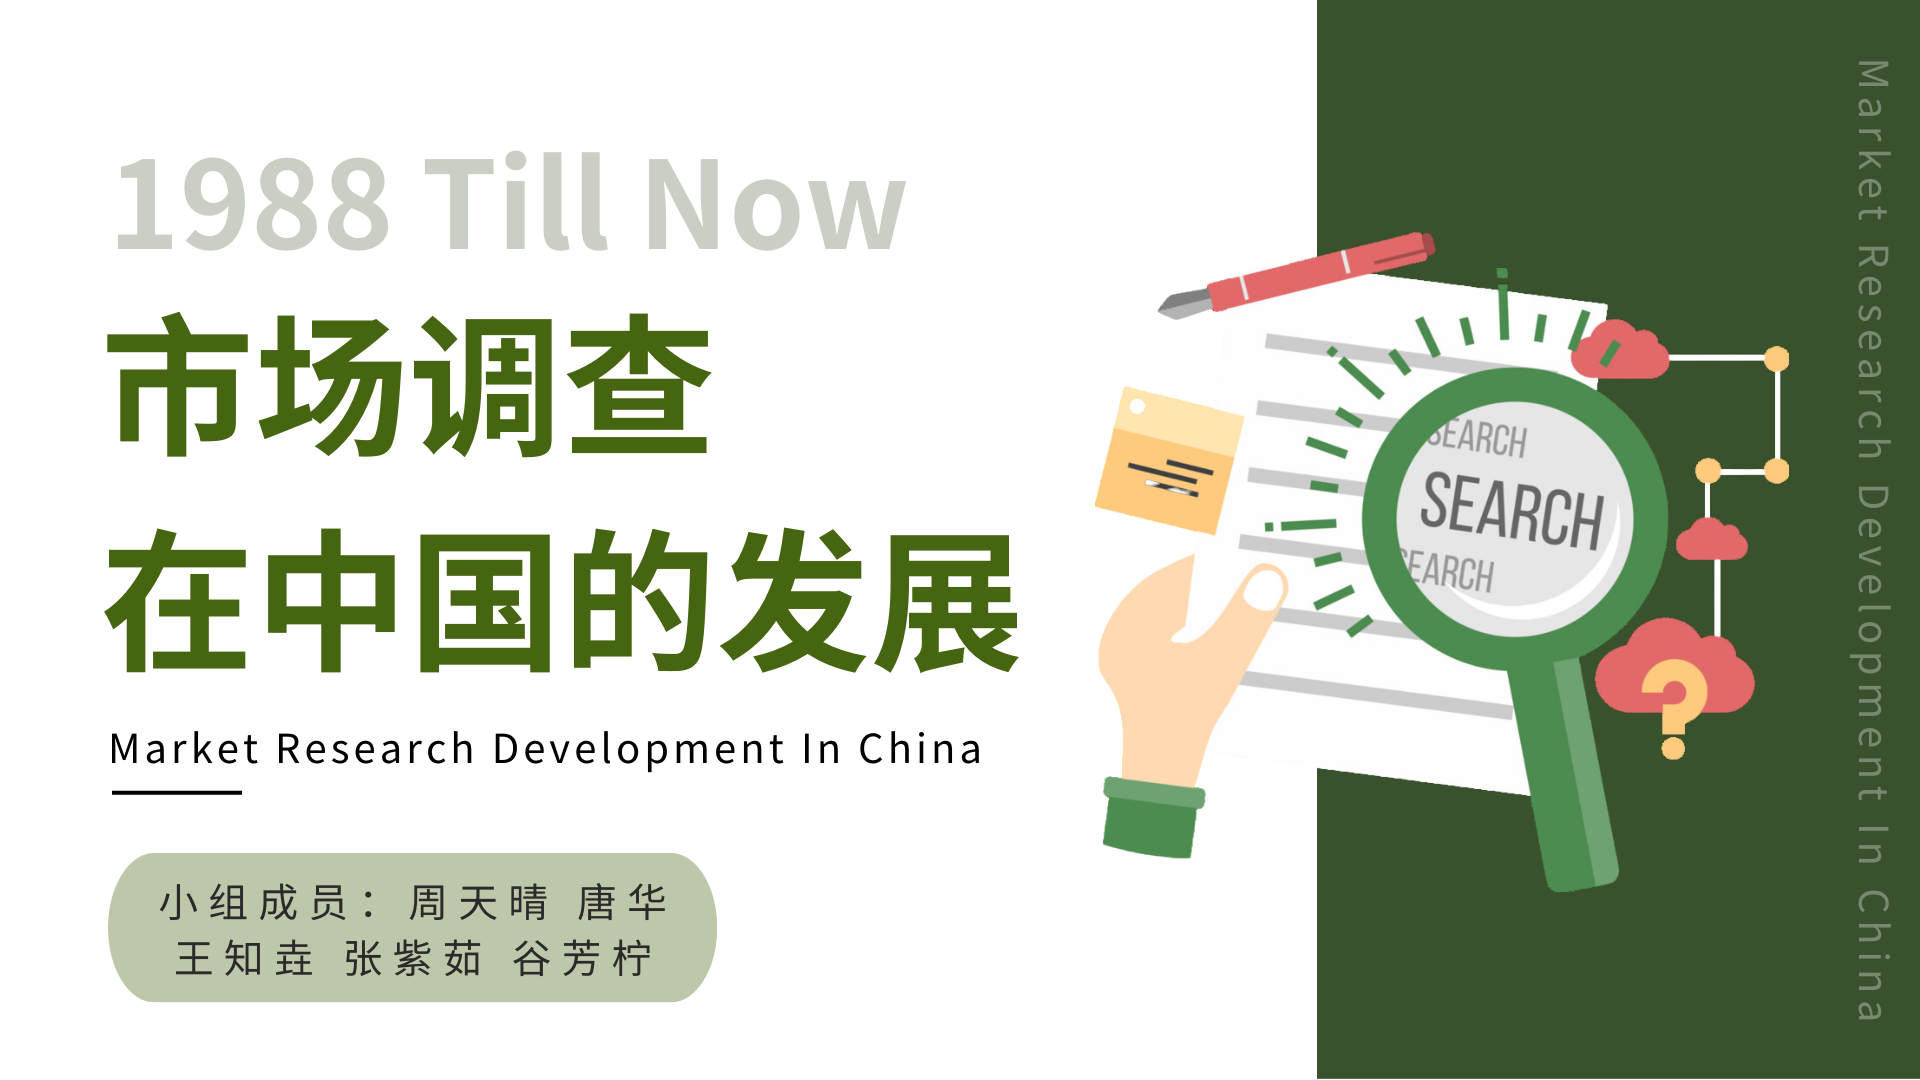 1988 Till Now
市场调查
在中国的发展
Market Research Development In China
小组成员：周天晴 唐华
王知垚 张紫茹 谷芳柠
SEARCH
SEARCH
SEARCH
?
Market Research Development In China